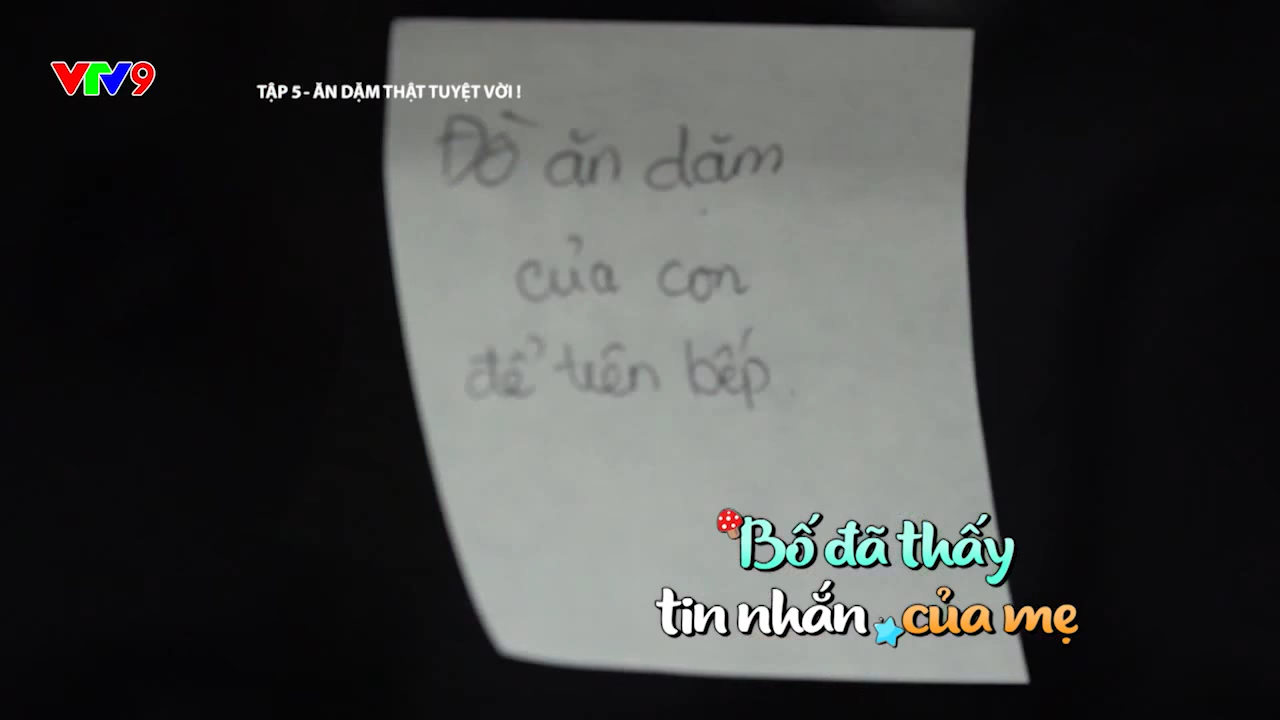 VTV9
TẬP 5 - ĂN DẶM THẬT TUYỆT VỜI !
Đồ ăn dặm
của con
để trên bếp.
Bố đã thấy
tin nhắn của mẹ